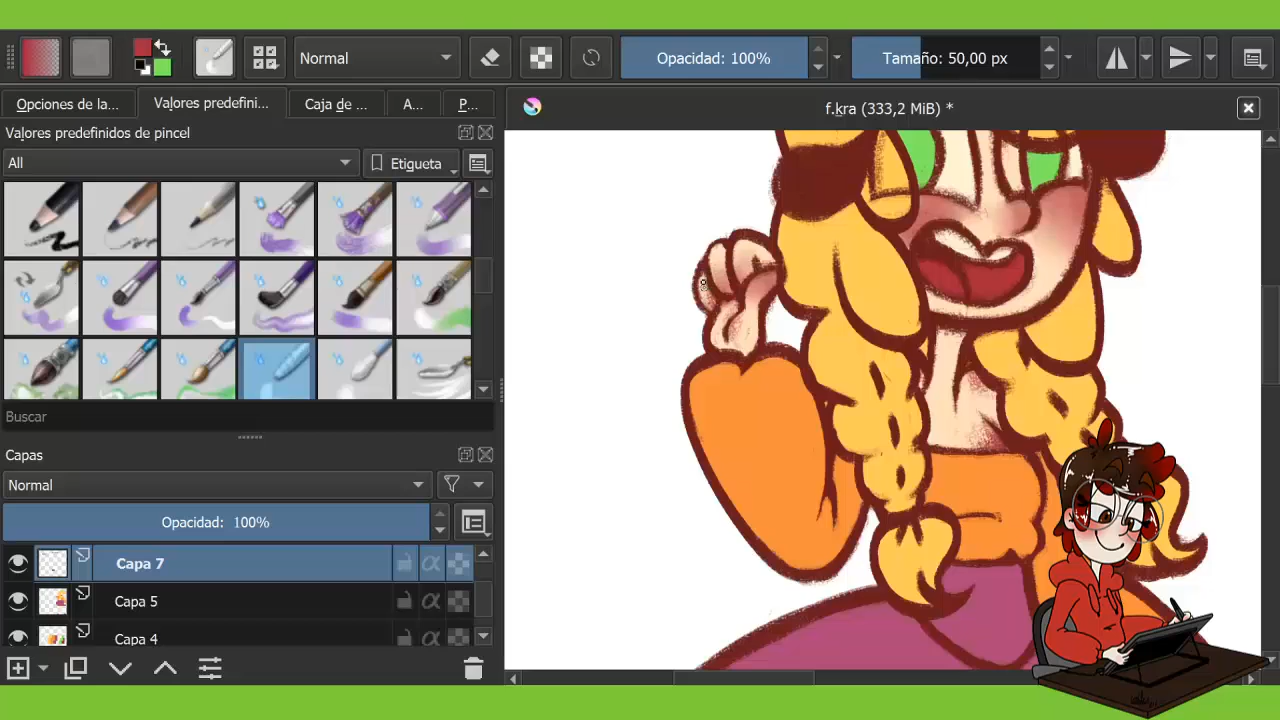 Normal
Opacidad: 100%
Tamaño: 50,00 px
Opciones de la...
Valores predefini...
Caja de ...
A...
P...
f.kra (333,2 MiB) *
Valores predefinidos de pincel
All
Etiqueta
Buscar
Capas
Normal
Opacidad: 100%
Capa 7
Capa 5
Capa 4